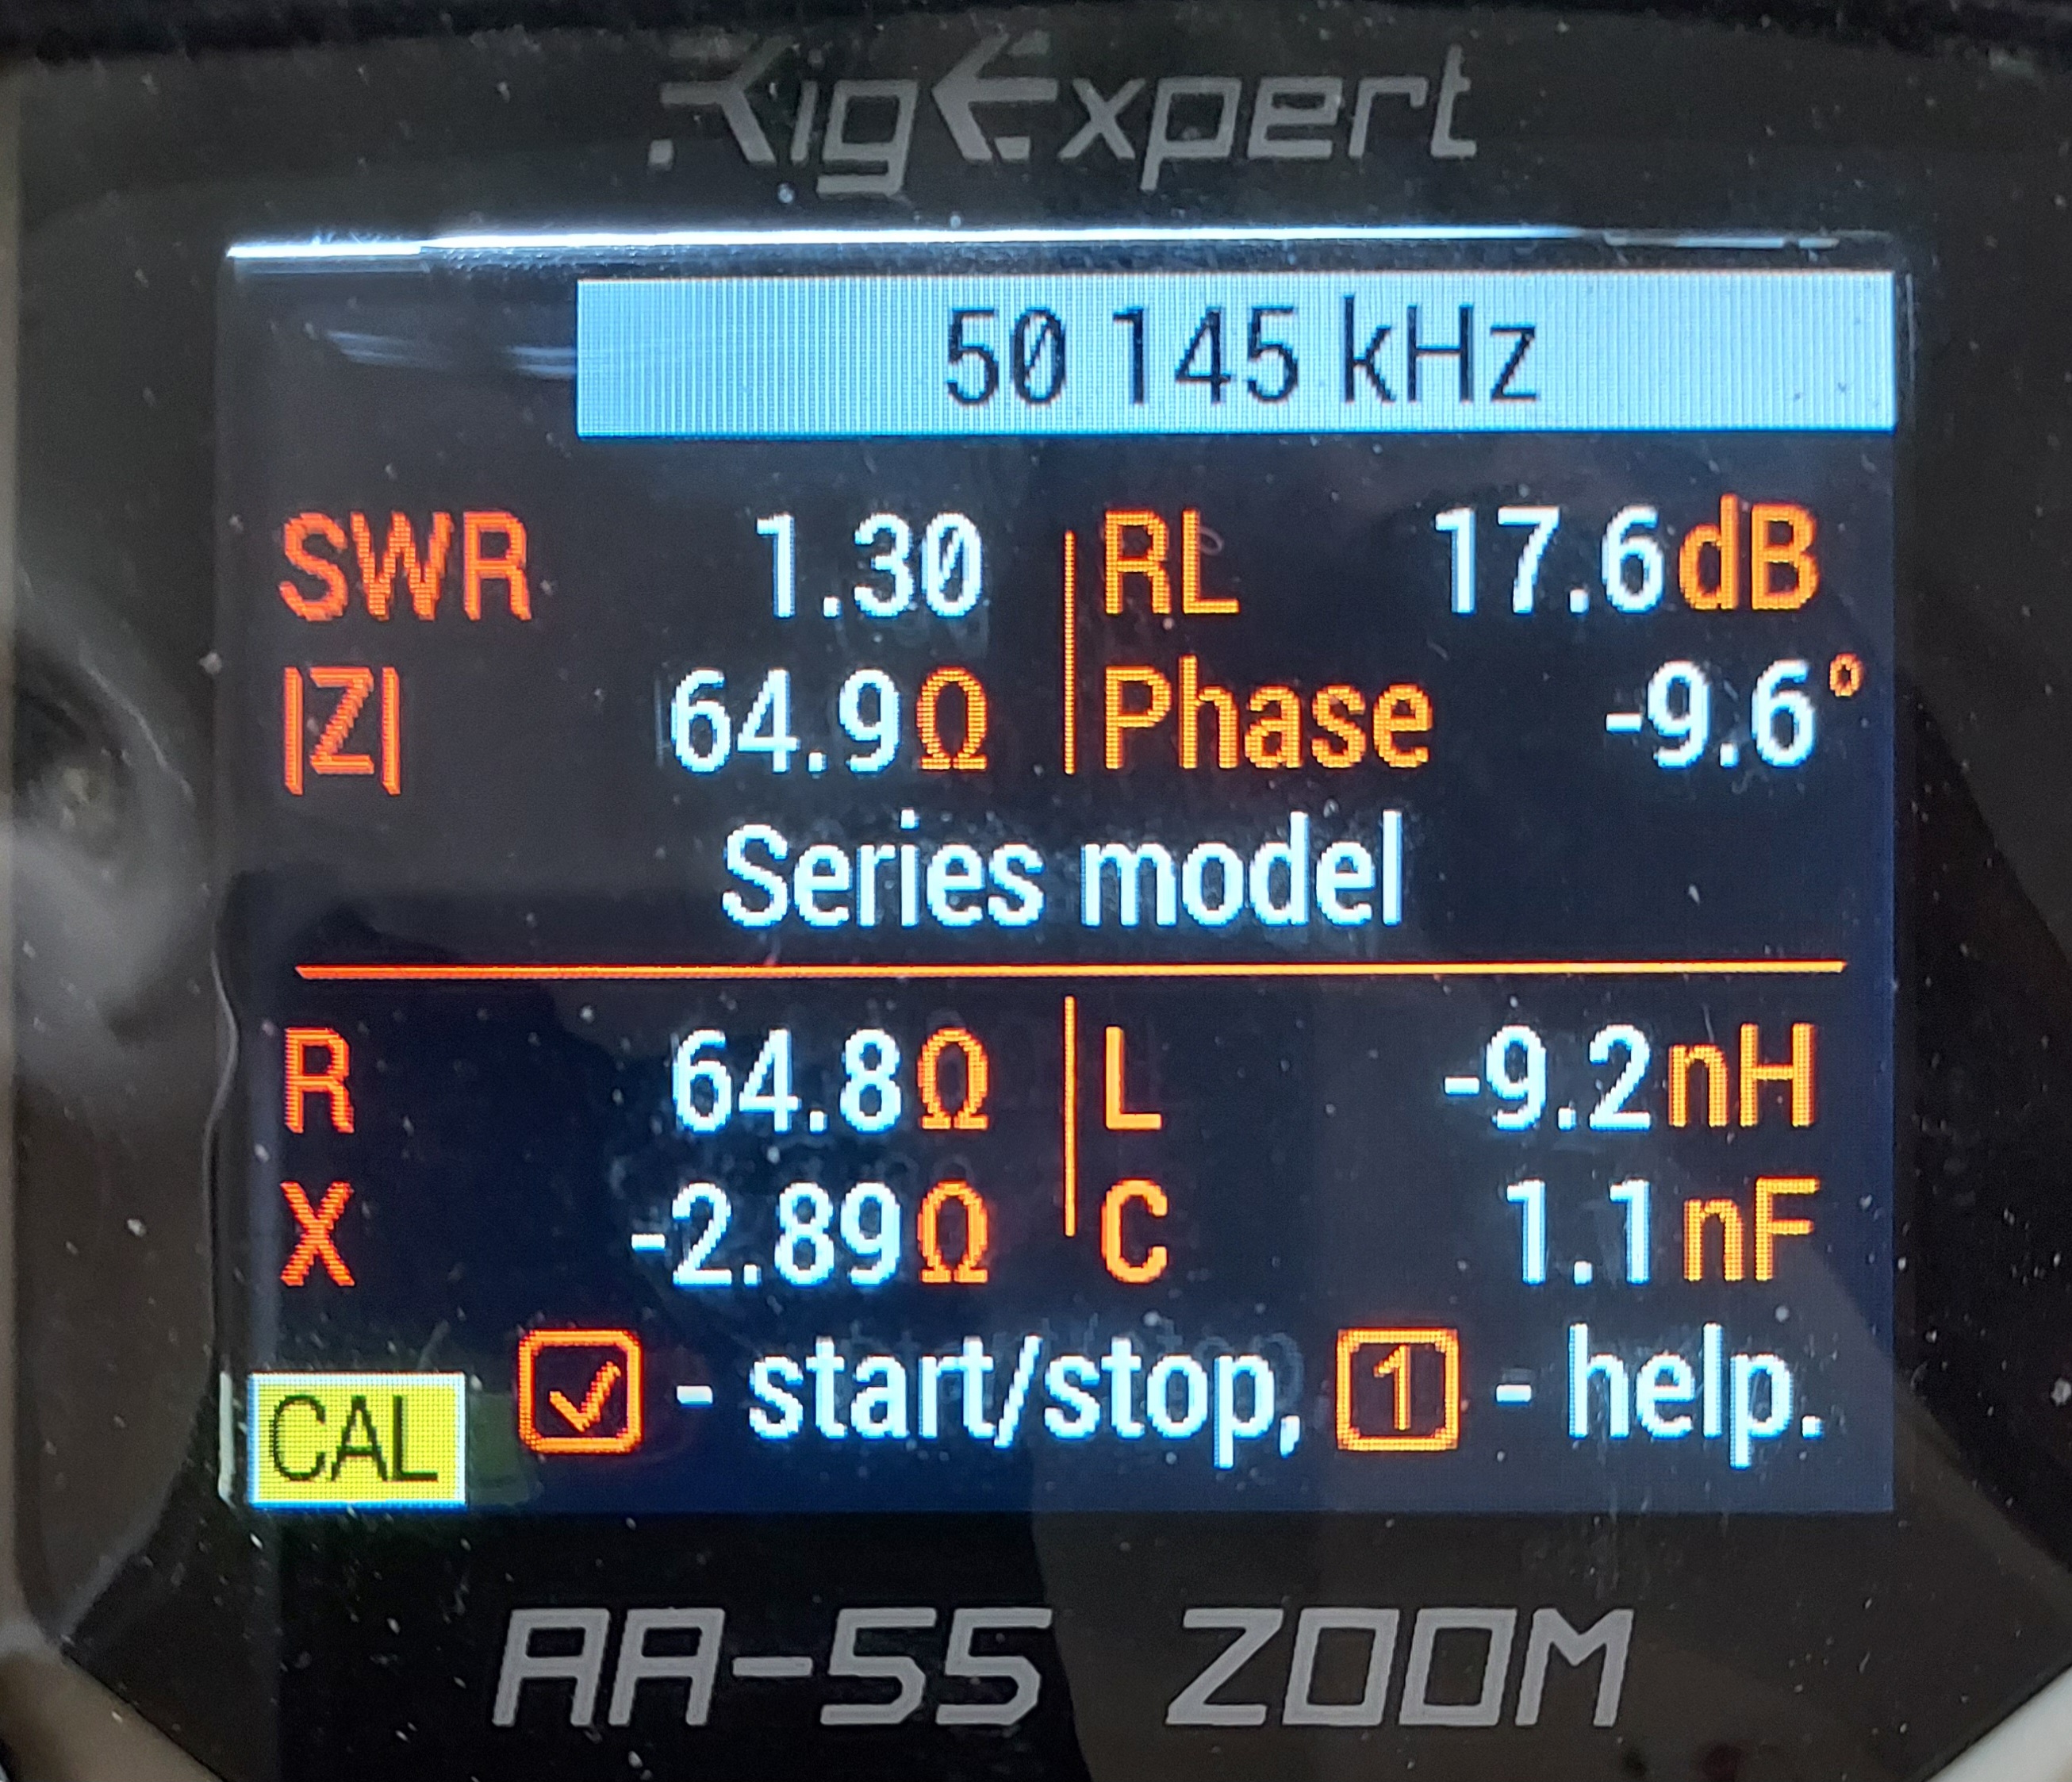 RigExpert
50 145 kHz
SWR 1.30 RL 17.6dB
|Z| 64.9Ω Phase -9.6°
Series model
R 64.8Ω L -9.2nH
X -2.89Ω C 1.1nF
CAL ✓ - start/stop, 1 - help.
AA-55 ZOOM